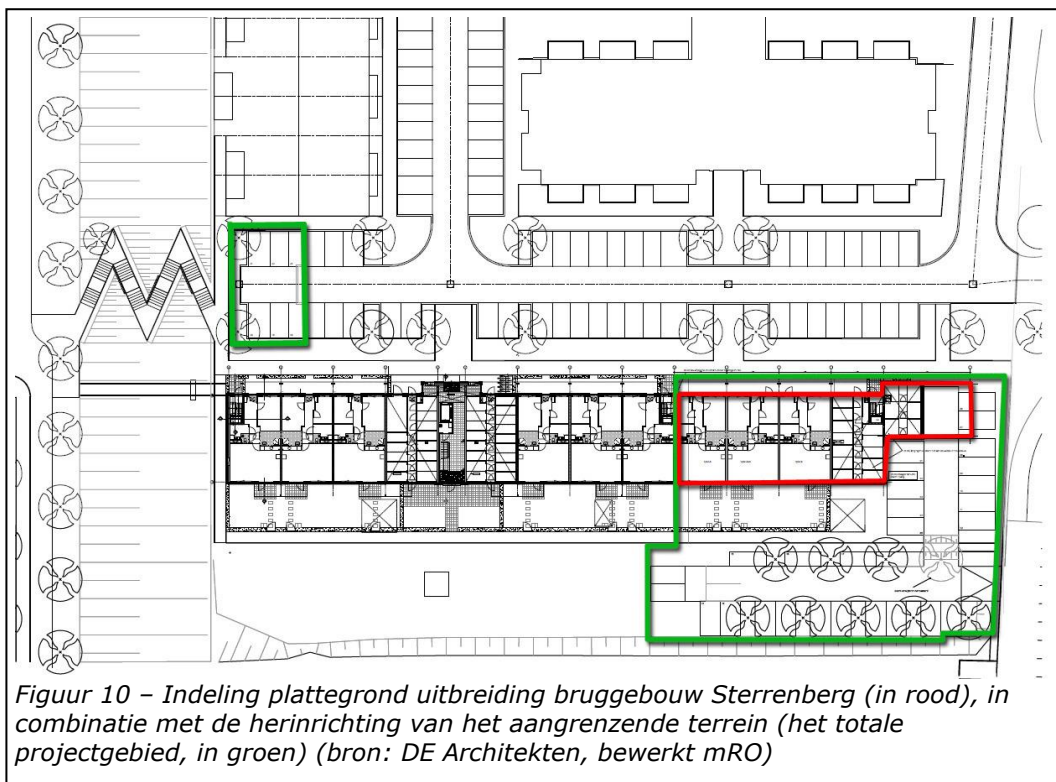 Figuur 10 – Indeling plattegrond uitbreiding bruggebouw Sterrenberg (in rood), in
combinatie met de herinrichting van het aangrenzende terrein (het totale
projectgebied, in groen) (bron: DE Architekten, bewerkt mRO)